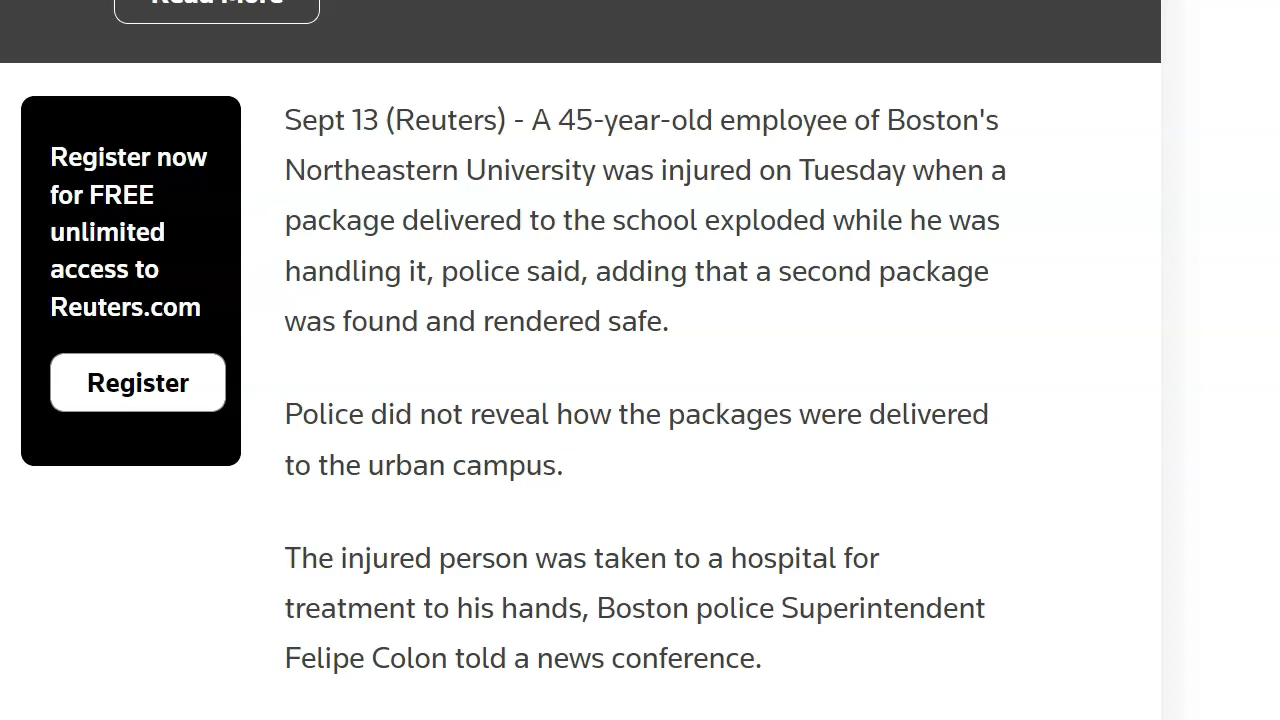 Read More
Register now
for FREE
unlimited
access to
Reuters.com
Register
Sept 13 (Reuters) - A 45-year-old employee of Boston's
Northeastern University was injured on Tuesday when a
package delivered to the school exploded while he was
handling it, police said, adding that a second package
was found and rendered safe.
Police did not reveal how the packages were delivered
to the urban campus.
The injured person was taken to a hospital for
treatment to his hands, Boston police Superintendent
Felipe Colon told a news conference.